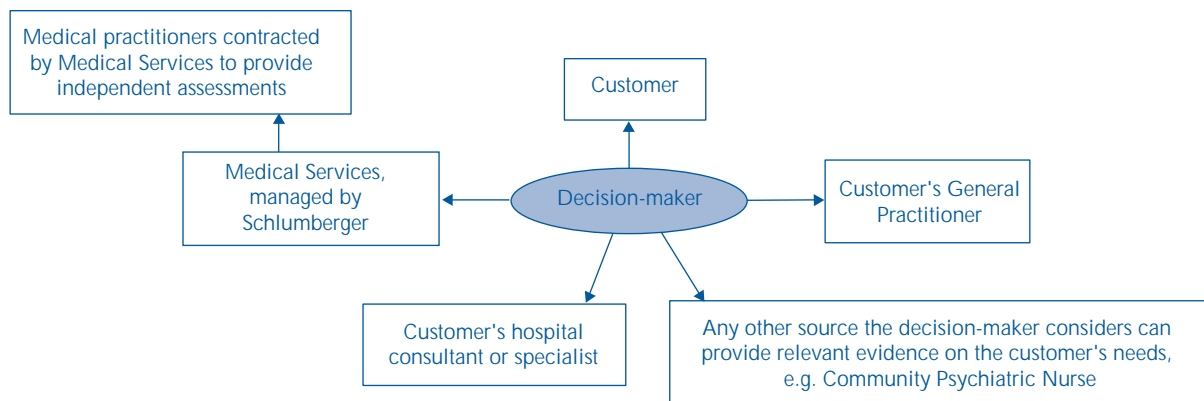 Medical practitioners contracted
by Medical Services to provide
independent assessments
Customer
Medical Services,
managed by
Schlumberger
Decision-maker
Customer's General
Practitioner
Customer's hospital
consultant or specialist
Any other source the decision-maker considers can
provide relevant evidence on the customer's needs,
e.g. Community Psychiatric Nurse